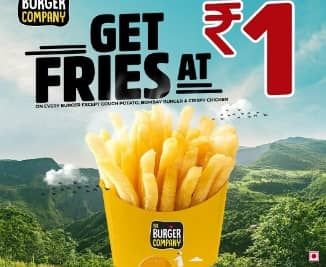 BURGER
COMPANY
GET
FRIES AT
₹1
ON EVERY BURGER EXCEPT COUCH POTATO, BOMBAY BURGER & CRISPY CHICKEN
THE
BURGER
COMPANY